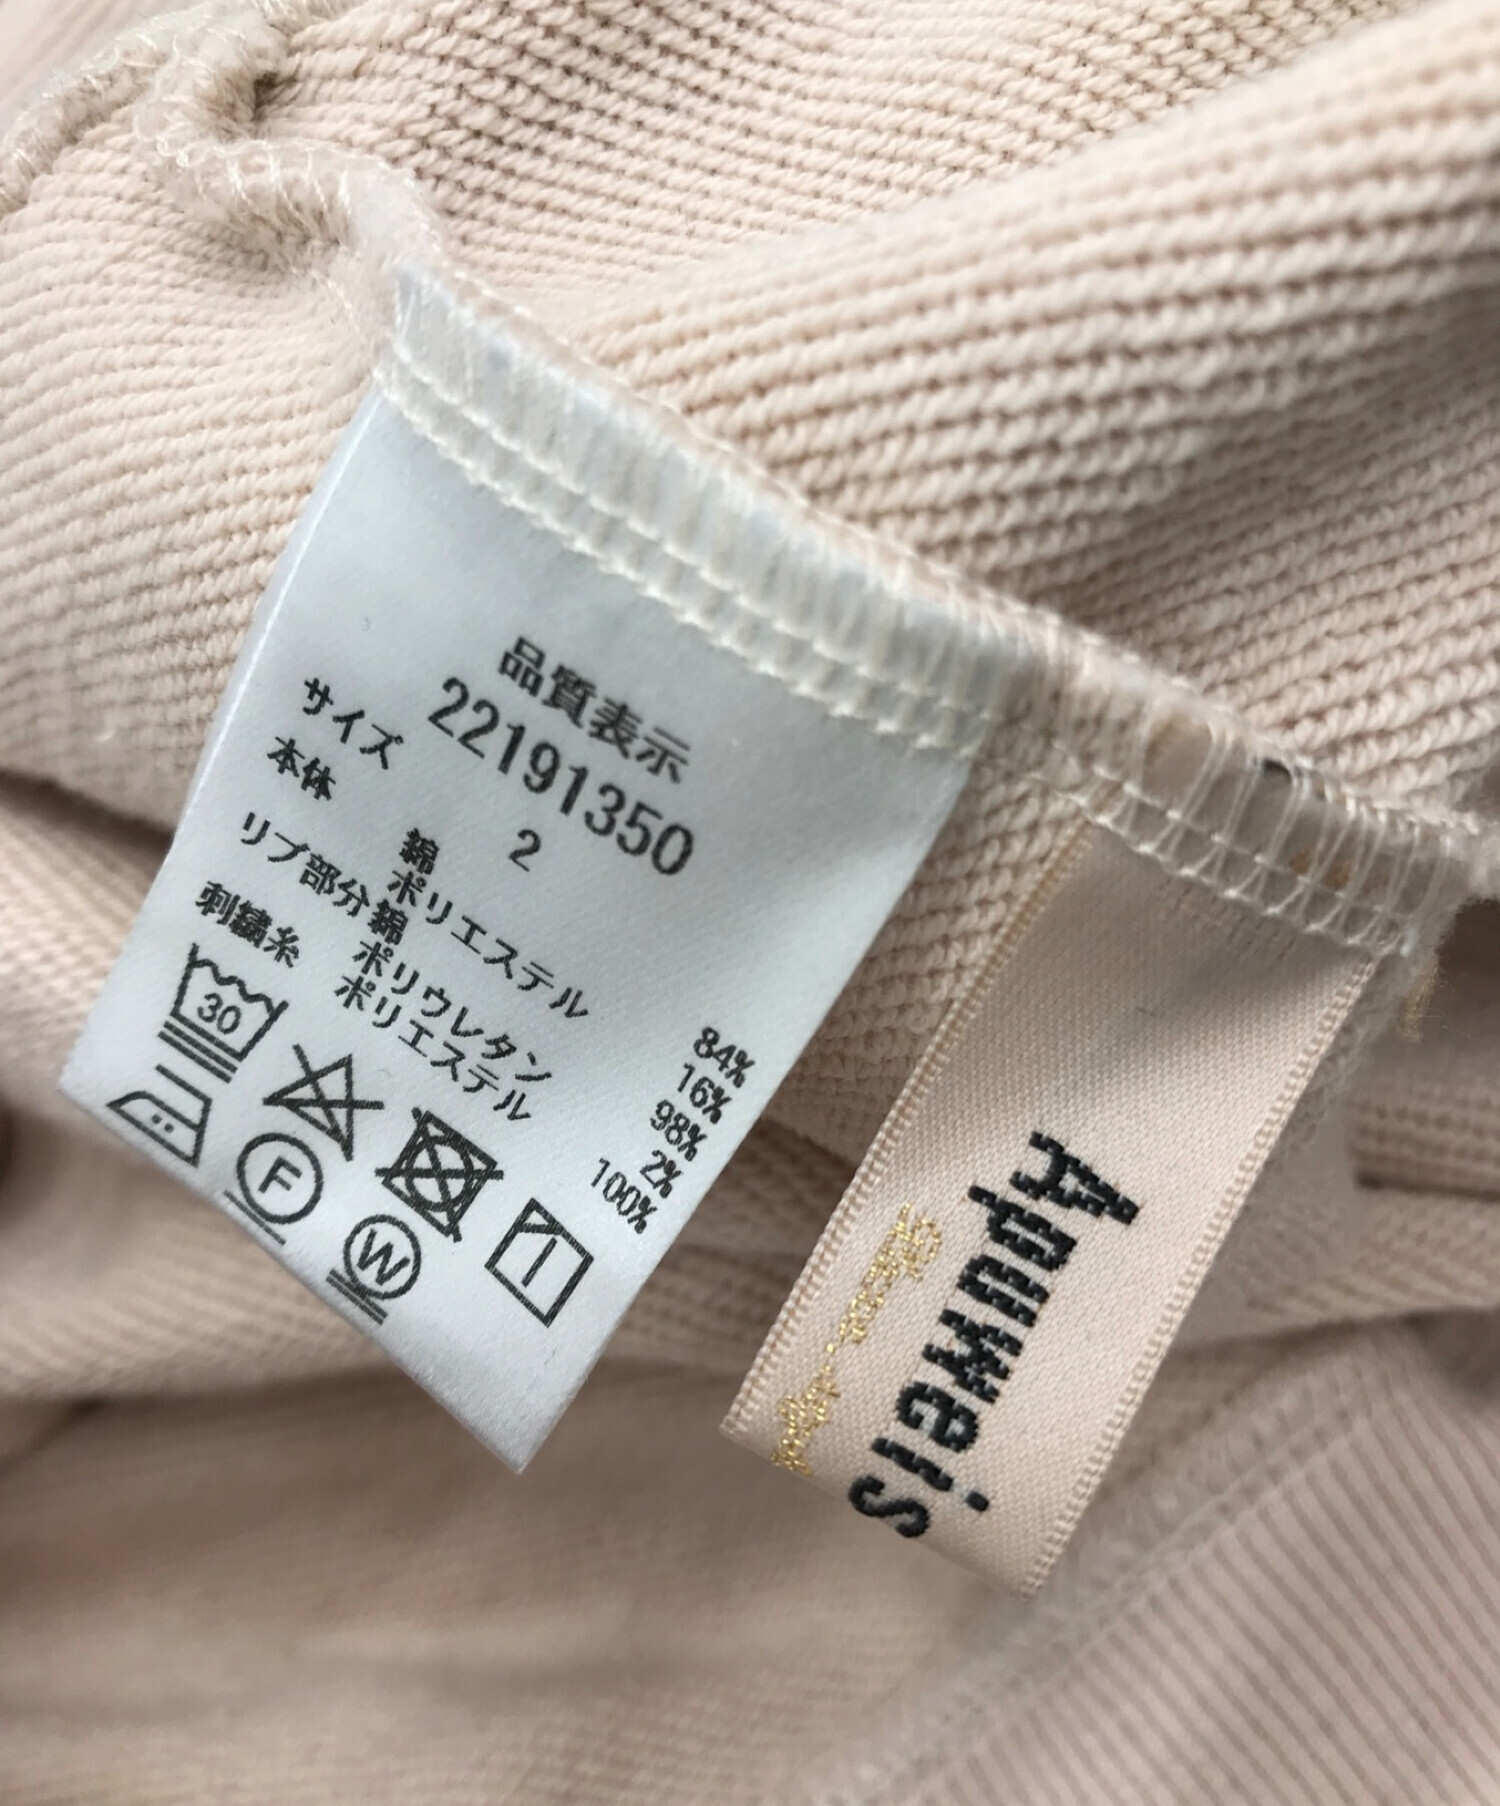 品質表示
22191350
サイズ 2
本体 綿 84%
ポリエステル 16%
リブ部分 綿 98%
ポリウレタン 2%
刺繍糸 ポリエステル 100%
30
F
W
Apuweis